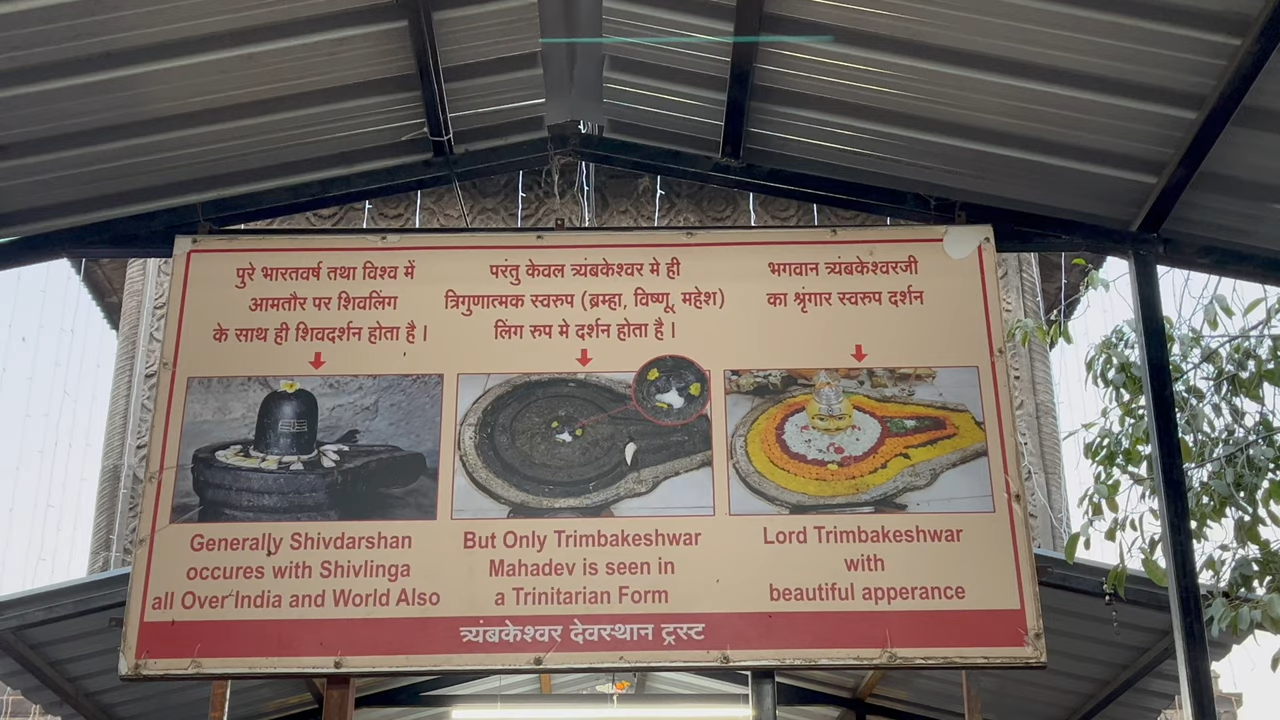 पुरे भारतवर्ष तथा विश्व में
आमतौर पर शिवलिंग
के साथ ही शिवदर्शन होता है।
परंतु केवल त्र्यंबकेश्वर मे ही
त्रिगुणात्मक स्वरुप (ब्रम्हा, विष्णू, महेश)
लिंग रुप मे दर्शन होता है।
भगवान त्र्यंबकेश्वरजी
का श्रृंगार स्वरुप दर्शन
Generally Shivdarshan
occures with Shivlinga
all Over India and World Also
But Only Trimbakeshwar
Mahadev is seen in
a Trinitarian Form
Lord Trimbakeshwar
with
beautiful apperance
त्र्यंबकेश्वर देवस्थान ट्रस्ट